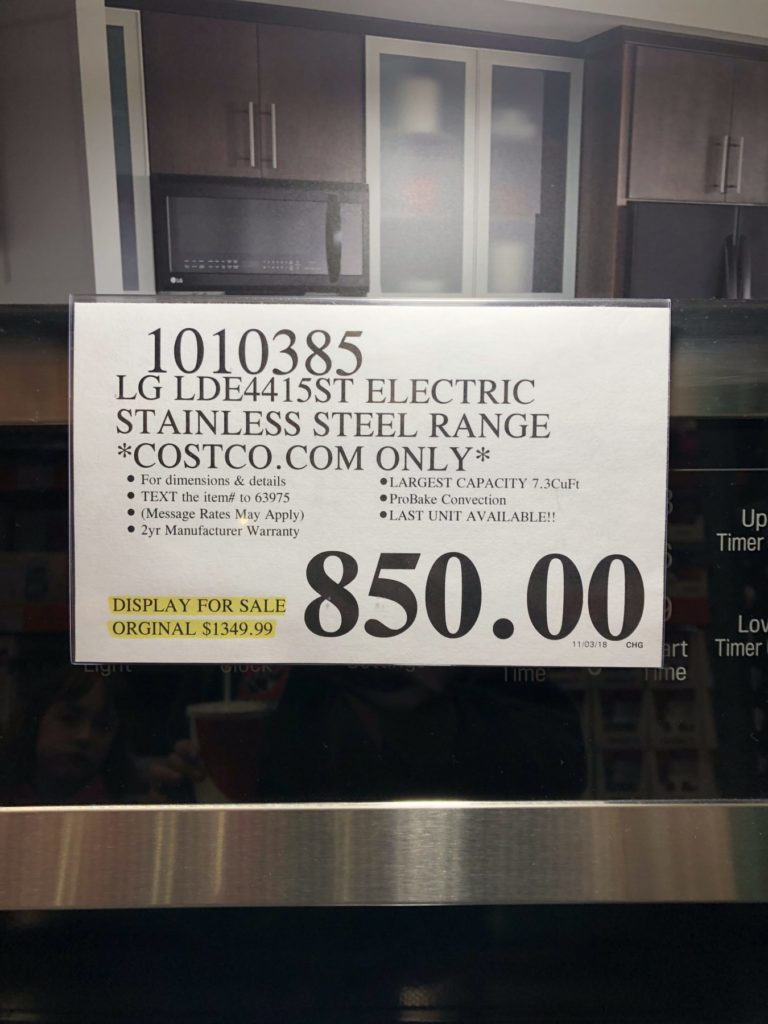 LG
1010385
LG LDE4415ST ELECTRIC
STAINLESS STEEL RANGE
*COSTCO.COM ONLY*
• For dimensions & details
• TEXT the item# to 63975
• (Message Rates May Apply)
• 2yr Manufacturer Warranty
• LARGEST CAPACITY 7.3CuFt
• ProBake Convection
• LAST UNIT AVAILABLE!!
DISPLAY FOR SALE
ORGINAL $1349.99
850.00
11/03/18 CHG
Up
Timer
Low
Timer
Light
Clock
Time
art
Time